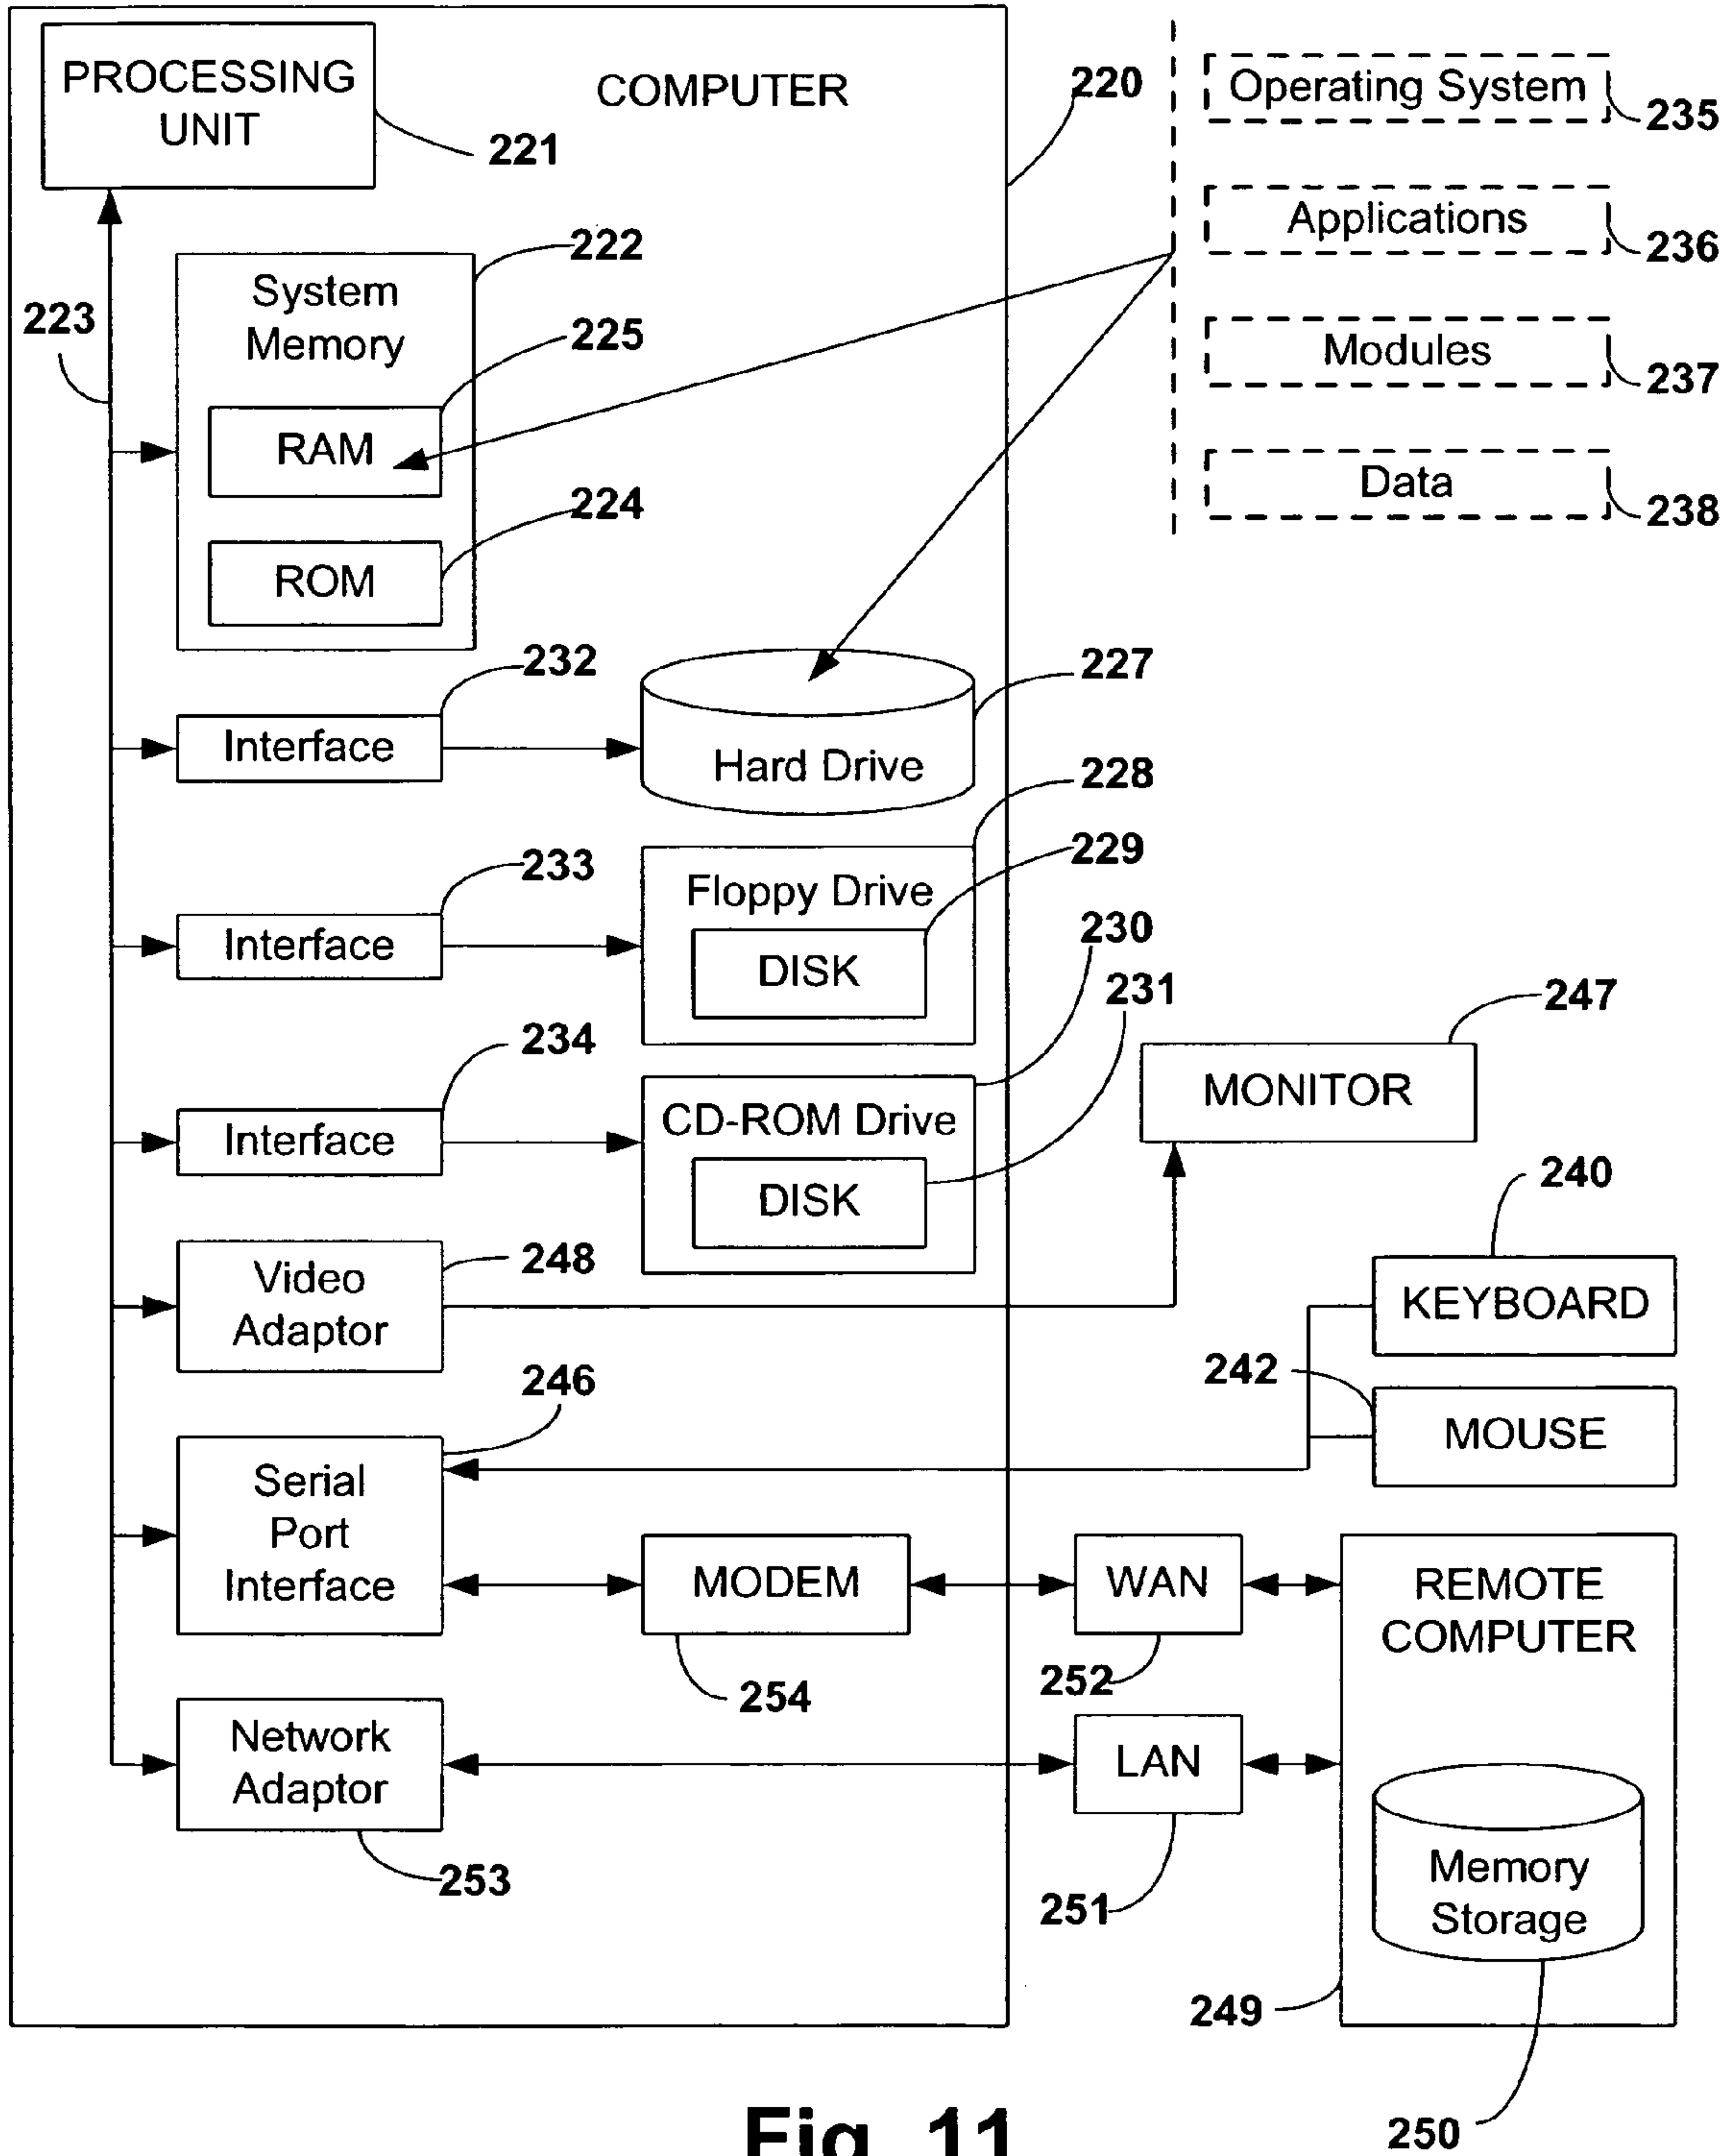 PROCESSING
UNIT
221
COMPUTER
220
Operating System
235
Applications
236
Modules
237
Data
238
222
System
Memory
223
225
RAM
224
ROM
232
Interface
227
Hard Drive
228
233
Interface
Floppy Drive
229
DISK
230
231
234
Interface
CD-ROM Drive
DISK
247
MONITOR
240
KEYBOARD
248
Video
Adaptor
242
MOUSE
246
Serial
Port
Interface
MODEM
254
WAN
252
REMOTE
COMPUTER
Network
Adaptor
253
LAN
251
Memory
Storage
249
250
Fig. 11